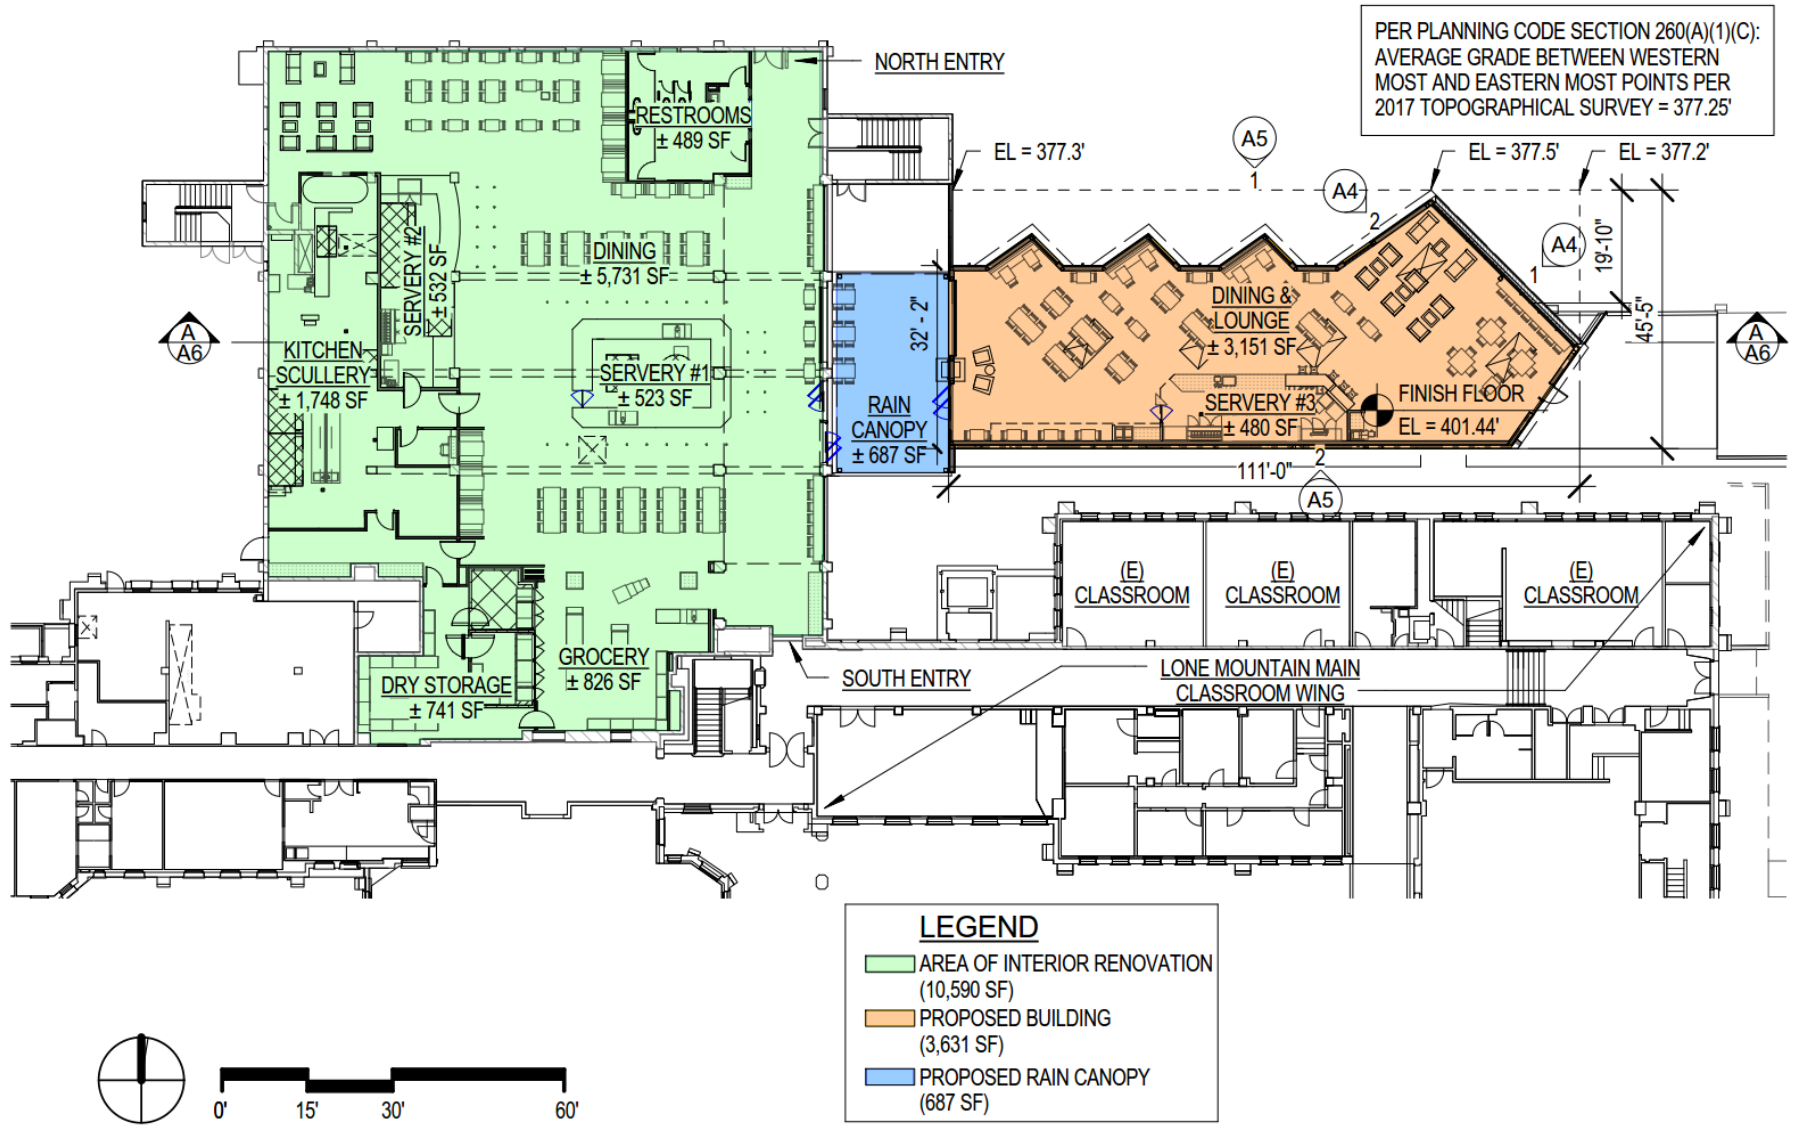 PER PLANNING CODE SECTION 260(A)(1)(C):
AVERAGE GRADE BETWEEN WESTERN
MOST AND EASTERN MOST POINTS PER
2017 TOPOGRAPHICAL SURVEY = 377.25'
NORTH ENTRY
RESTROOMS
± 489 SF
EL = 377.3'
A5
1
EL = 377.5'
EL = 377.2'
A4
2
A4
1
19'-10"
45'-5"
SERVERY #2
± 532 SF
DINING
± 5,731 SF
32' - 2"
DINING &
LOUNGE
± 3,151 SF
A
A6
KITCHEN
SCULLERY
± 1,748 SF
SERVERY #1
± 523 SF
RAIN
CANOPY
± 687 SF
SERVERY #3
± 480 SF
FINISH FLOOR
EL = 401.44'
A
A6
111'-0"
2
A5
(E)
CLASSROOM
(E)
CLASSROOM
(E)
CLASSROOM
GROCERY
± 826 SF
DRY STORAGE
± 741 SF
SOUTH ENTRY
LONE MOUNTAIN MAIN
CLASSROOM WING
LEGEND
AREA OF INTERIOR RENOVATION
(10,590 SF)
PROPOSED BUILDING
(3,631 SF)
PROPOSED RAIN CANOPY
(687 SF)
0' 15' 30' 60'